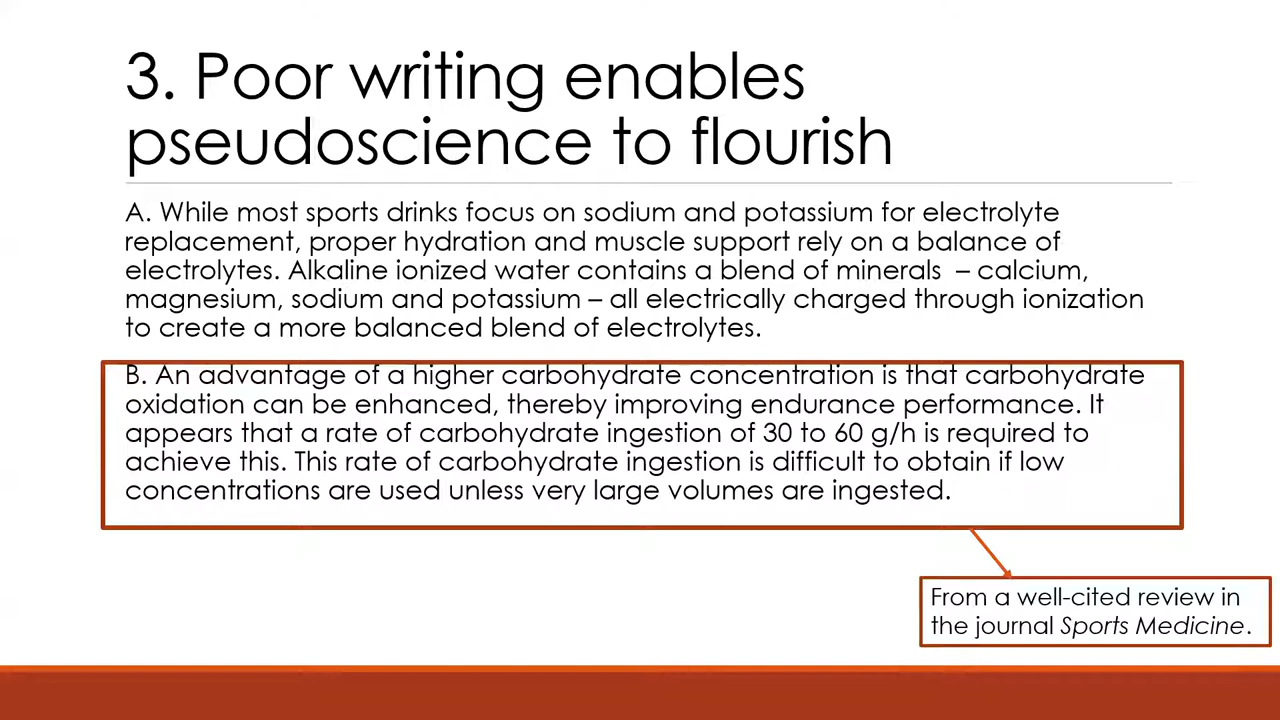 3. Poor writing enables
pseudoscience to flourish
A. While most sports drinks focus on sodium and potassium for electrolyte
replacement, proper hydration and muscle support rely on a balance of
electrolytes. Alkaline ionized water contains a blend of minerals – calcium,
magnesium, sodium and potassium – all electrically charged through ionization
to create a more balanced blend of electrolytes.
B. An advantage of a higher carbohydrate concentration is that carbohydrate
oxidation can be enhanced, thereby improving endurance performance. It
appears that a rate of carbohydrate ingestion of 30 to 60 g/h is required to
achieve this. This rate of carbohydrate ingestion is difficult to obtain if low
concentrations are used unless very large volumes are ingested.
From a well-cited review in
the journal Sports Medicine.